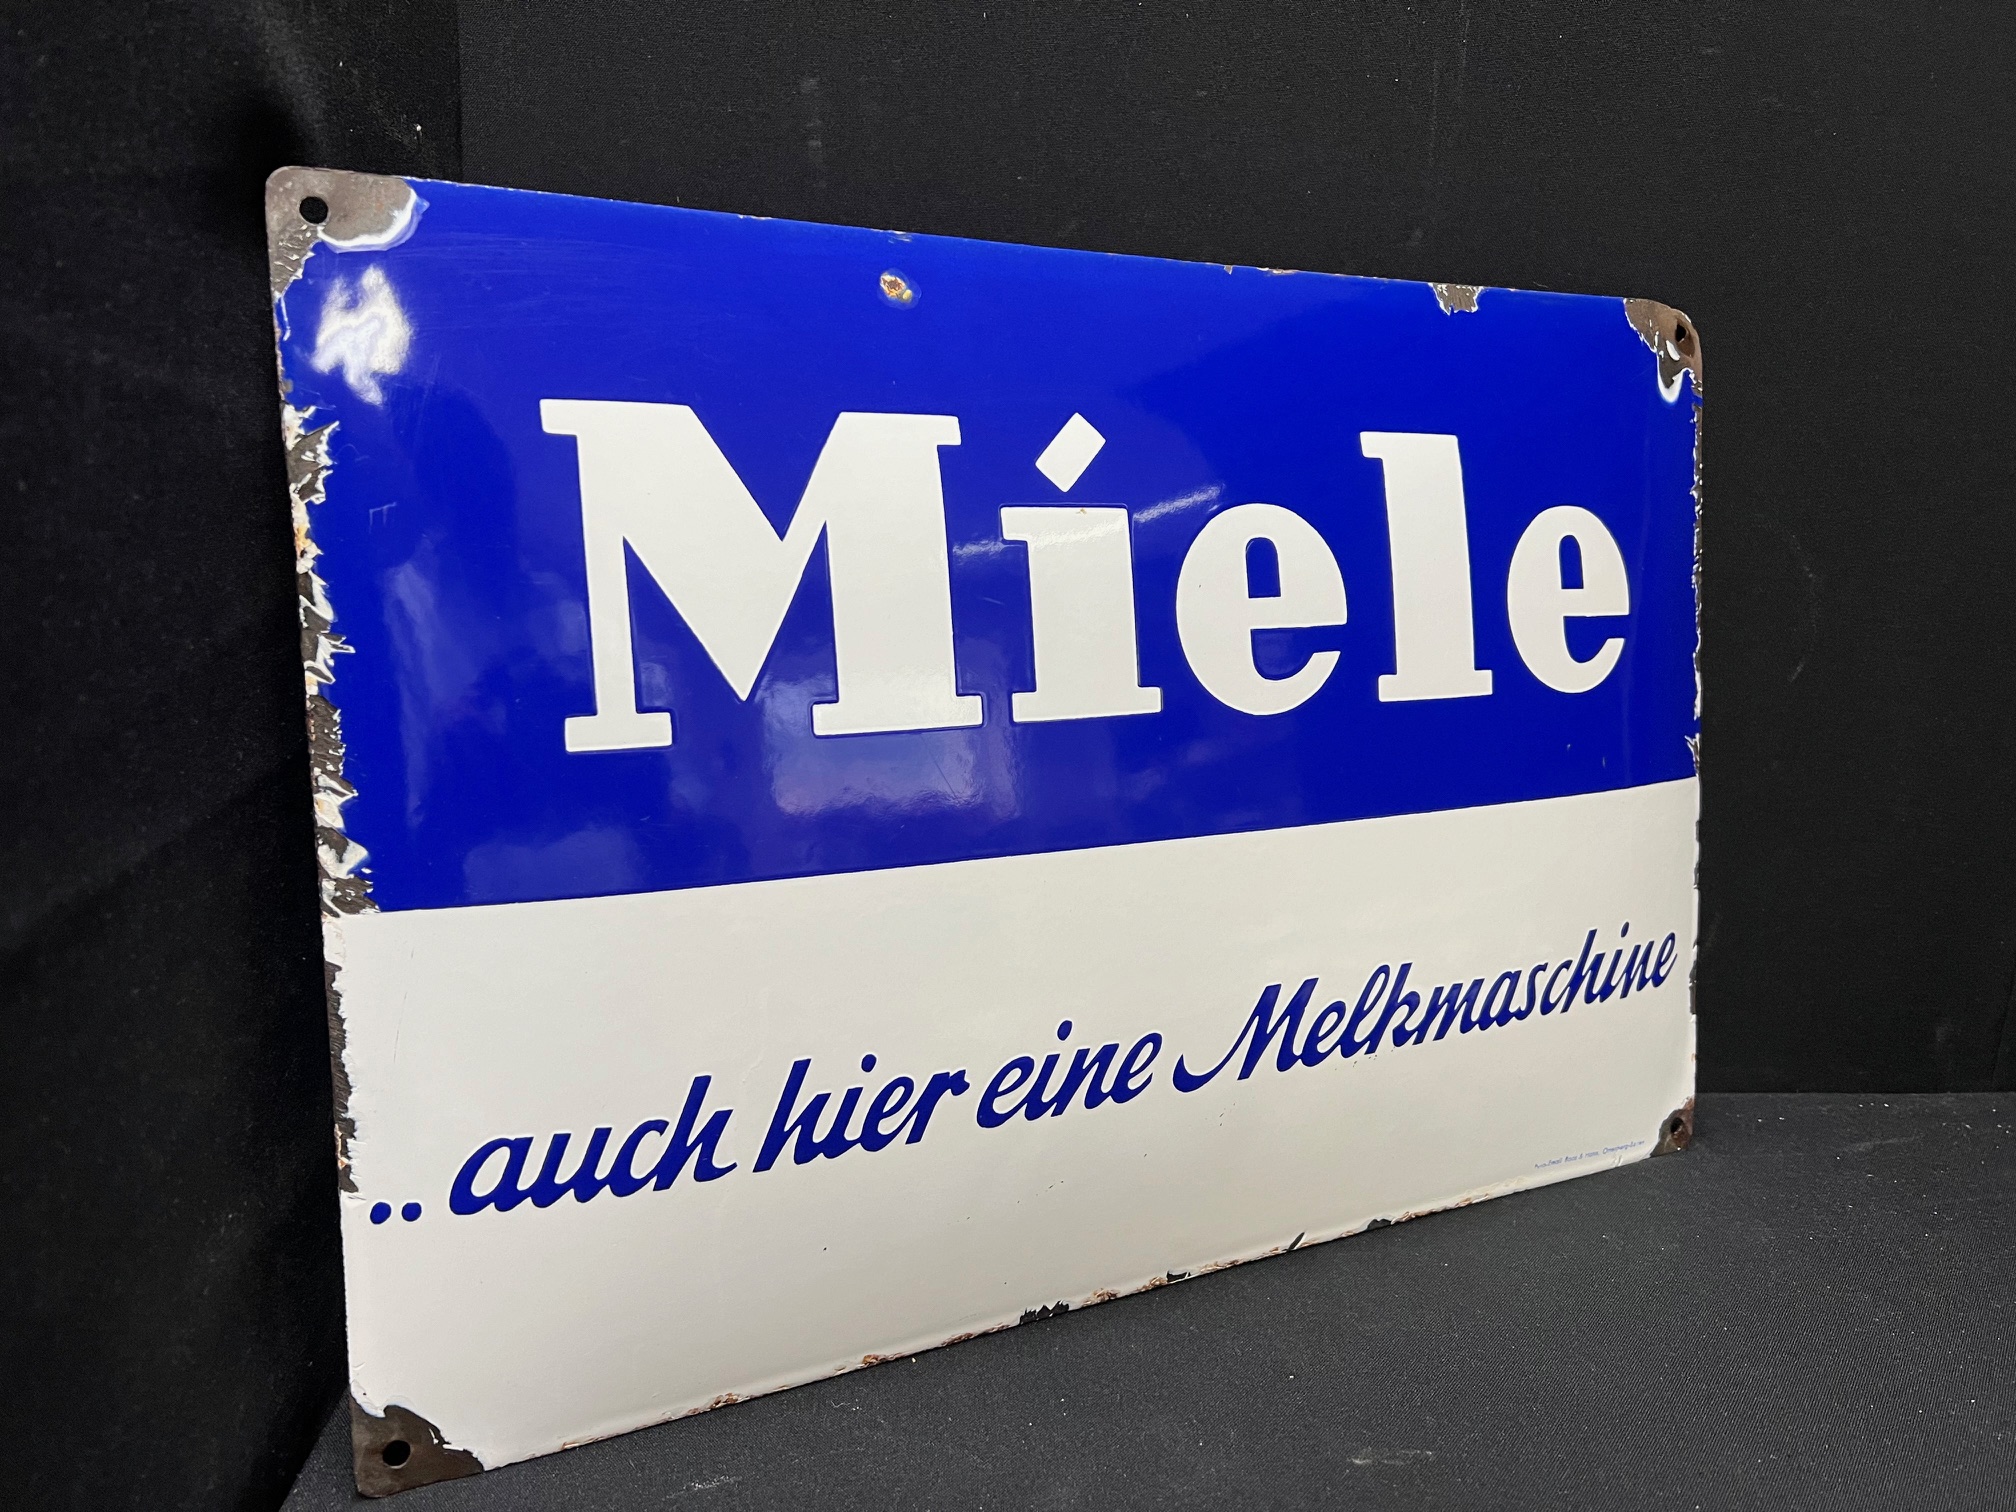 Miele
.. auch hier eine Melkmaschine